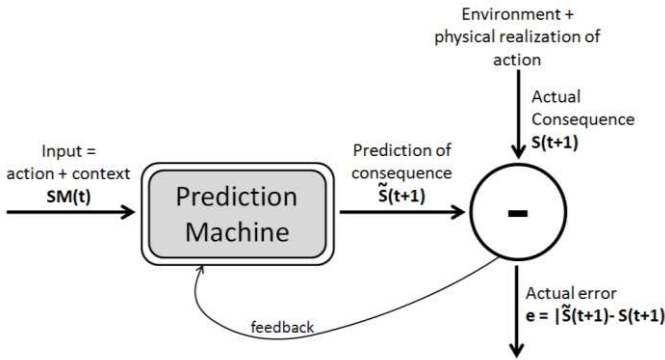 Environment +
physical realization of
action
Actual
Consequence
S(t+1)
Input =
action + context
SM(t)
Prediction
Machine
Prediction of
consequence
S̃(t+1)
-
feedback
Actual error
e = |S̃(t+1)- S(t+1)